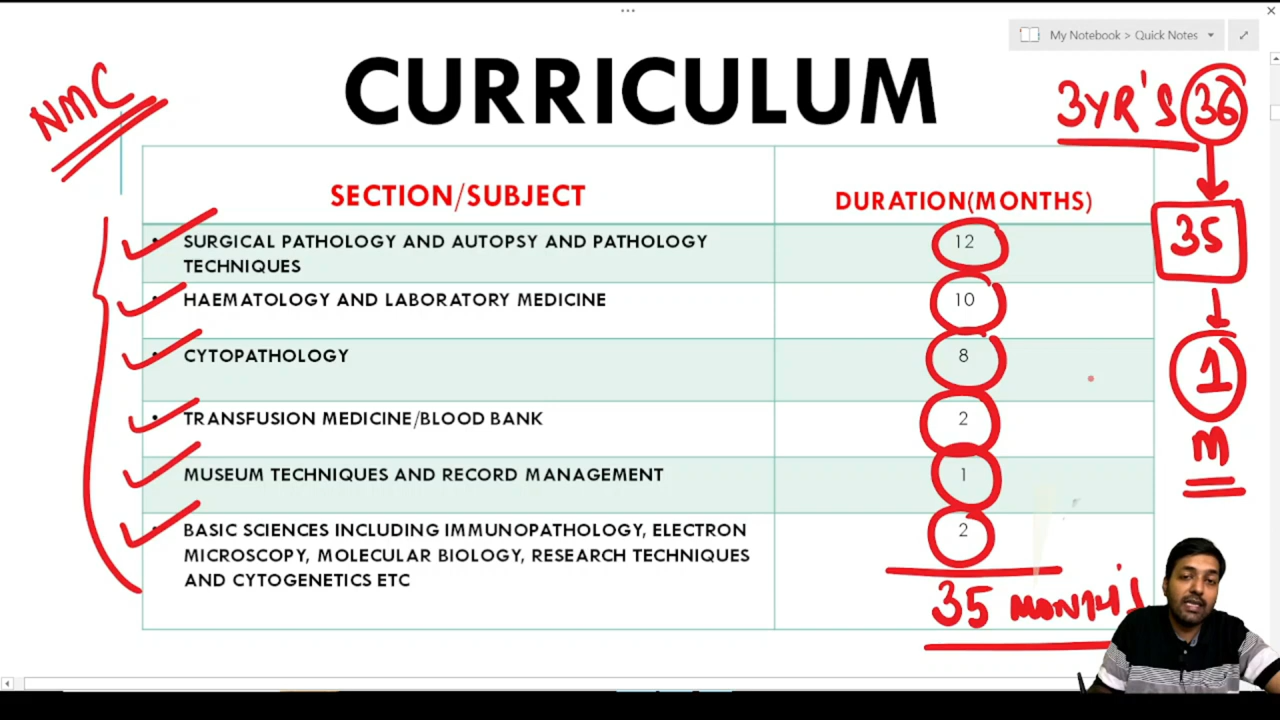 My Notebook > Quick Notes
CURRICULUM
NMC
3YR'S 36
SECTION/SUBJECT
DURATION(MONTHS)
• SURGICAL PATHOLOGY AND AUTOPSY AND PATHOLOGY
TECHNIQUES
12
35
• HAEMATOLOGY AND LABORATORY MEDICINE
10
• CYTOPATHOLOGY
8
1
M
• TRANSFUSION MEDICINE/BLOOD BANK
2
• MUSEUM TECHNIQUES AND RECORD MANAGEMENT
1
• BASIC SCIENCES INCLUDING IMMUNOPATHOLOGY, ELECTRON
MICROSCOPY, MOLECULAR BIOLOGY, RESEARCH TECHNIQUES
AND CYTOGENETICS ETC
2
35 MONTH'S